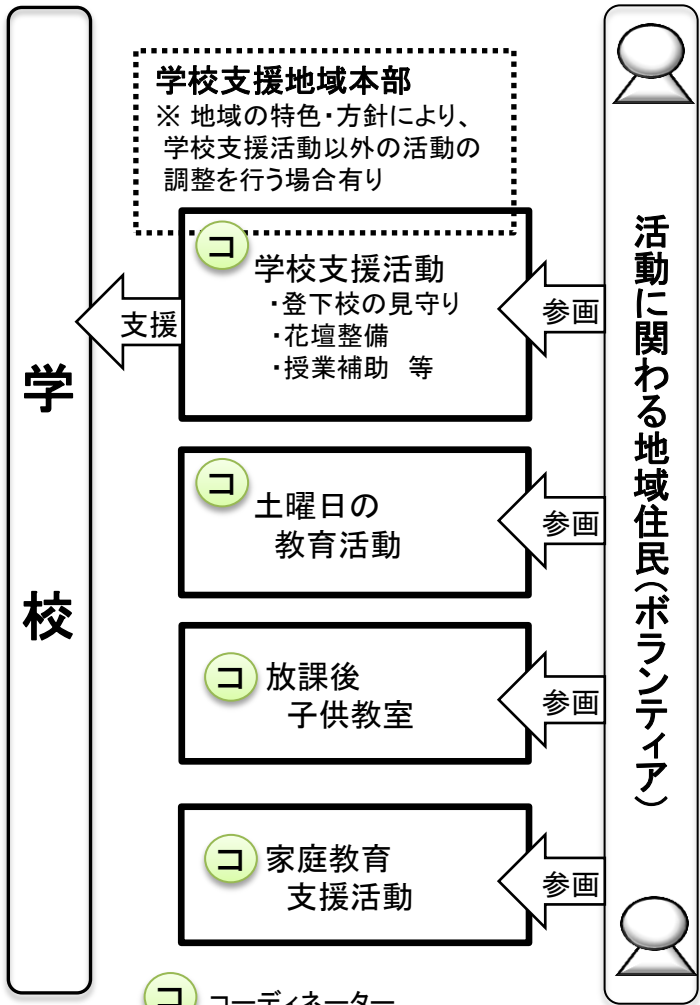 学校支援地域本部
※ 地域の特色・方針により、
学校支援活動以外の活動の
調整を行う場合有り
コ
学校支援活動
・登下校の見守り
・花壇整備
・授業補助　等
支援
参画
学校
コ
土曜日の
教育活動
参画
コ
放課後
子供教室
参画
コ
家庭教育
支援活動
参画
活動に関わる地域住民（ボランティア）
コ コーディネーター